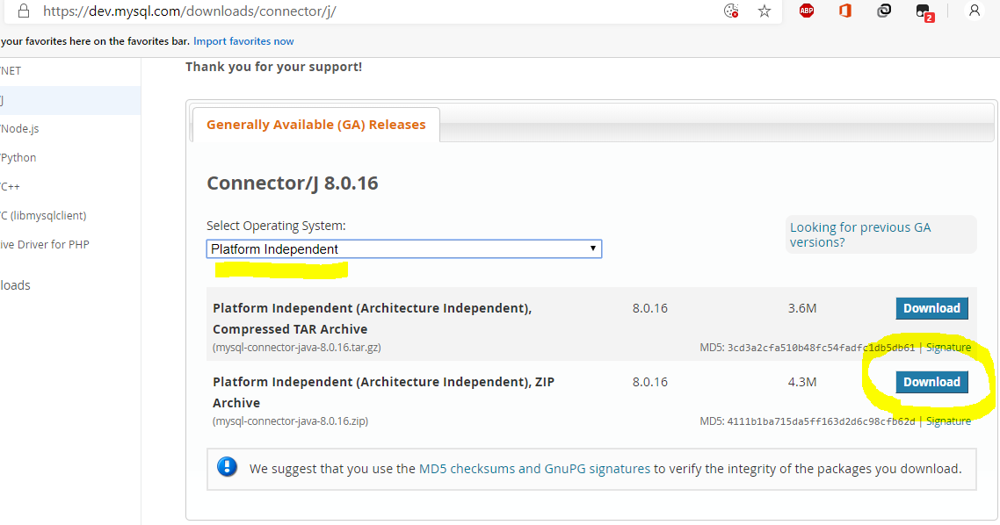 https://dev.mysql.com/downloads/connector/j/
ABP
2
your favorites here on the favorites bar. Import favorites now
/NET
/J
/Node.js
/Python
/C++
/C (libmysqlclient)
ive Driver for PHP
loads
Thank you for your support!
Generally Available (GA) Releases
Connector/J 8.0.16
Select Operating System:
Platform Independent
Looking for previous GA
versions?
Platform Independent (Architecture Independent),
Compressed TAR Archive
8.0.16
3.6M
Download
(mysql-connector-java-8.0.16.tar.gz)
MD5: 3cd3a2cfa510b48fc54fadfc1db5db61 | Signature
Platform Independent (Architecture Independent), ZIP
Archive
8.0.16
4.3M
Download
(mysql-connector-java-8.0.16.zip)
MD5: 4111b1ba715da5ff163d2d6c98cfb62d | Signature
We suggest that you use the MD5 checksums and GnuPG signatures to verify the integrity of the packages you download.